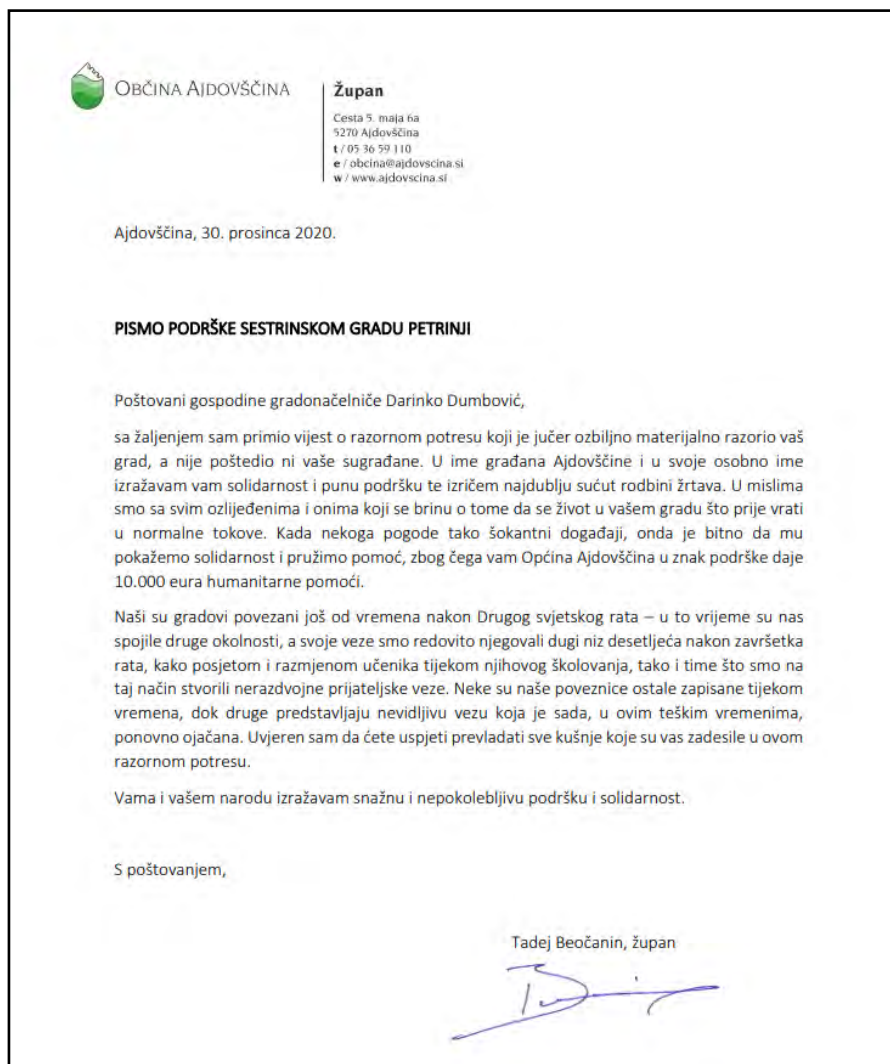 OBČINA AJDOVŠČINA
Župan
Cesta 5. maja 6a
5270 Ajdovščina
t / 05 36 59 110
e / obcina@ajdovscina.si
w / www.ajdovscina.si
Ajdovščina, 30. prosinca 2020.
PISMO PODRŠKE SESTRINSKOM GRADU PETRINJI
Poštovani gospodine gradonačelniče Darinko Dumbović,
sa žaljenjem sam primio vijest o razornom potresu koji je jučer ozbiljno materijalno razorio vaš
grad, a nije poštedio ni vaše sugrađane. U ime građana Ajdovščine i u svoje osobno ime
izražavam vam solidarnost i punu podršku te izričem najdublju sućut rodbini žrtava. U mislima
smo sa svim ozlijeđenima i onima koji se brinu o tome da se život u vašem gradu što prije vrati
u normalne tokove. Kada nekoga pogode tako šokantni događaji, onda je bitno da mu
pokažemo solidarnost i pružimo pomoć, zbog čega vam Općina Ajdovščina u znak podrške daje
10.000 eura humanitarne pomoći.
Naši su gradovi povezani još od vremena nakon Drugog svjetskog rata – u to vrijeme su nas
spojile druge okolnosti, a svoje veze smo redovito njegovali dugi niz desetljeća nakon završetka
rata, kako posjetom i razmjenom učenika tijekom njihovog školovanja, tako i time što smo na
taj način stvorili nerazdvojne prijateljske veze. Neke su naše poveznice ostale zapisane tijekom
vremena, dok druge predstavljaju nevidljivu vezu koja je sada, u ovim teškim vremenima,
ponovno ojačana. Uvjeren sam da ćete uspjeti prevladati sve kušnje koje su vas zadesile u ovom
razornom potresu.
Vama i vašem narodu izražavam snažnu i nepokolebljivu podršku i solidarnost.
S poštovanjem,
Tadej Beočanin, župan